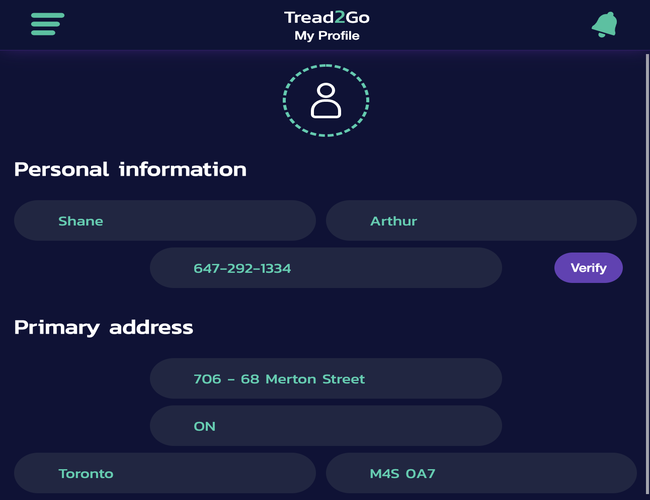 Tread2Go
My Profile
Personal information
Shane Arthur
647-292-1334 Verify
Primary address
706 - 68 Merton Street
ON
Toronto M4S 0A7